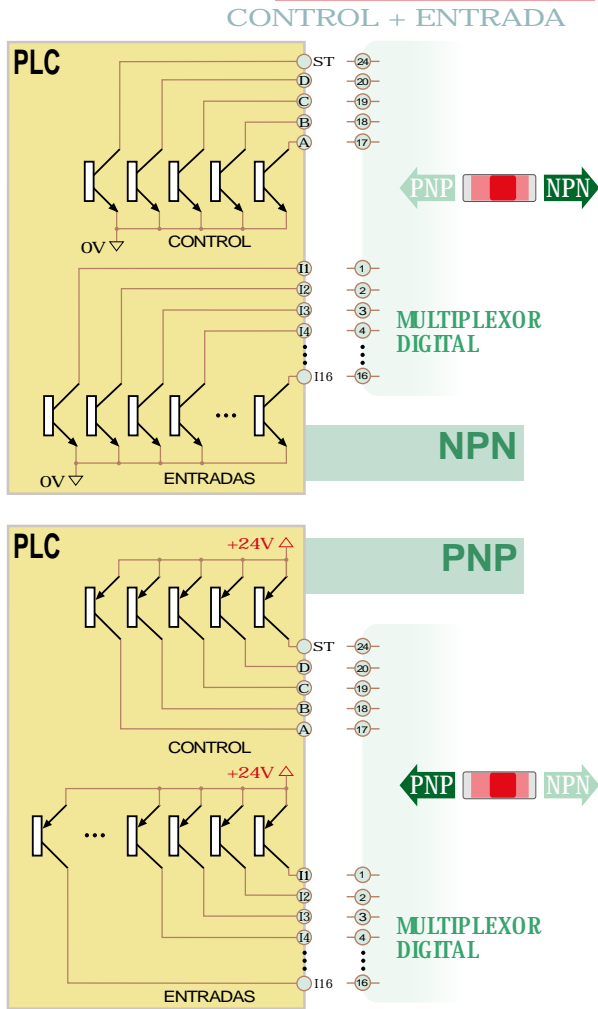 CONTROL + ENTRADA
PLC
ST 24
D 20
C 19
B 18
A 17
PNP NPN
0V CONTROL
I1 1
I2 2
I3 3
I4 4
MULTIPLEXOR
DIGITAL
I16 16
NPN
0V ENTRADAS
PLC
+24V
PNP
ST 24
D 20
C 19
B 18
A 17
CONTROL
+24V
PNP NPN
I1 1
I2 2
I3 3
I4 4
MULTIPLEXOR
DIGITAL
I16 16
ENTRADAS